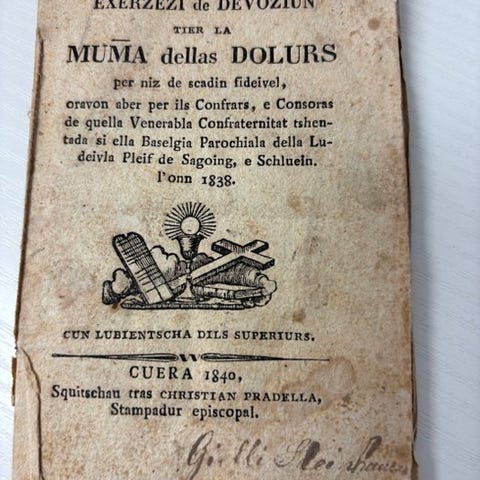 EXERZEZI de DEVOZIUN
TIER LA
MUM̅A dellas DOLURS
per niz de scadin fideivel,
oravon aber per ils Confrars, e Consoras
de quella Venerabla Confraternitat tshen-
tada si ella Baselgia Parochiala della Lu-
deivla Pleif de Sagoing, e Schluein.
l'onn 1838.
CUN LUBIENTSCHA DILS SUPERIURS.
CUERA 1840,
Squitschau tras CHRISTIAN PRADELLA,
Stampadur episcopal.